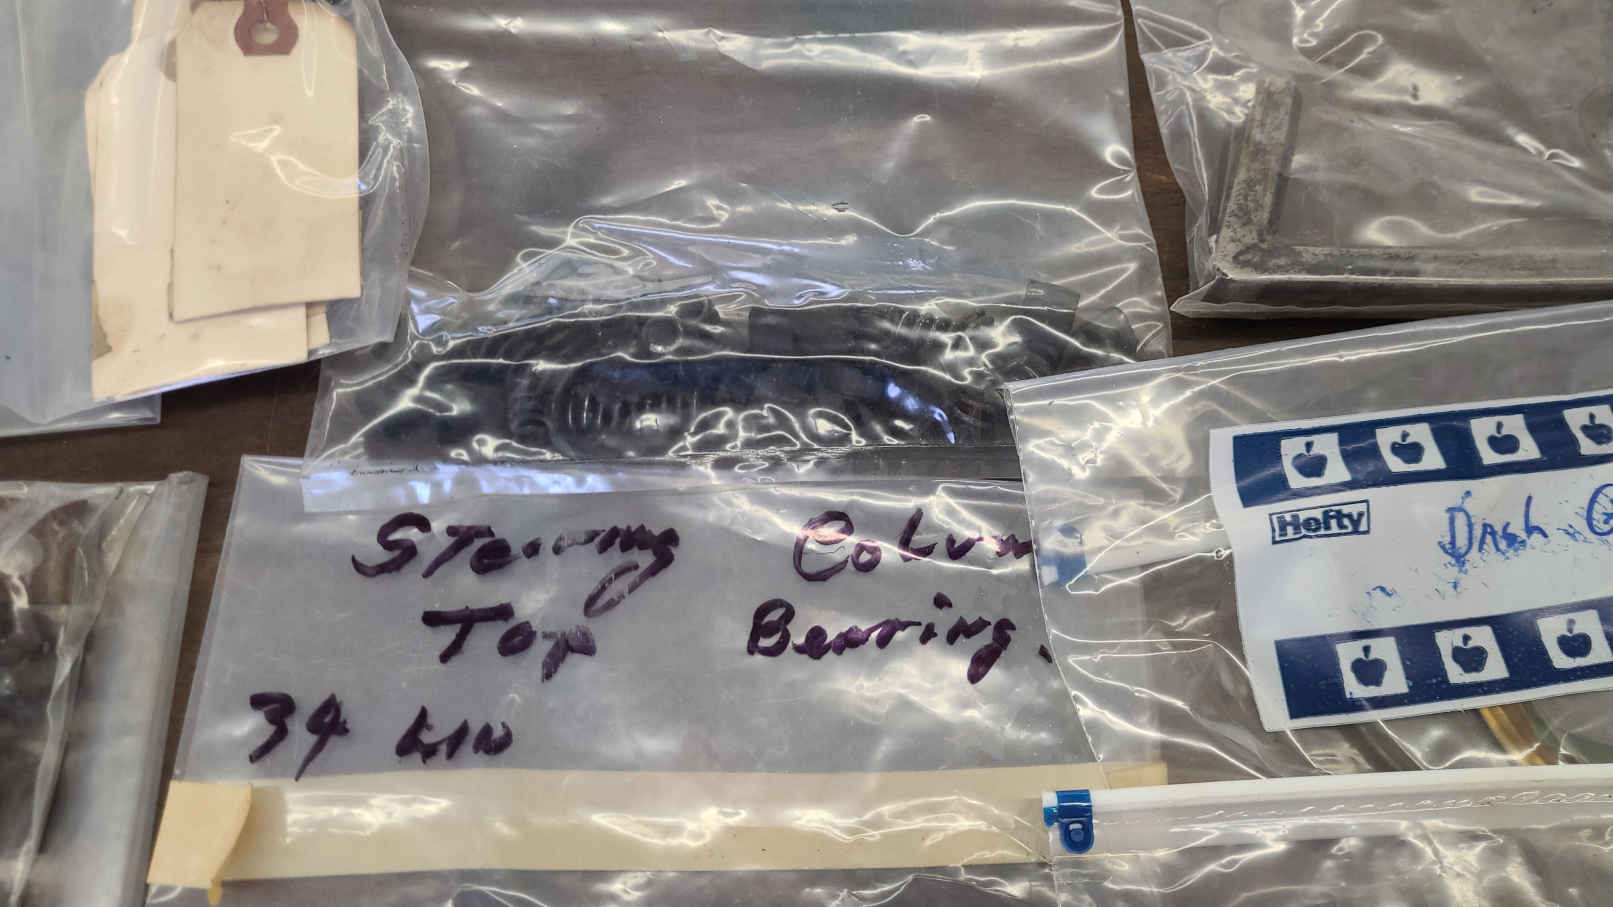 Steering Colum
Top Bearing.
34 LIN
Hefty
Dash